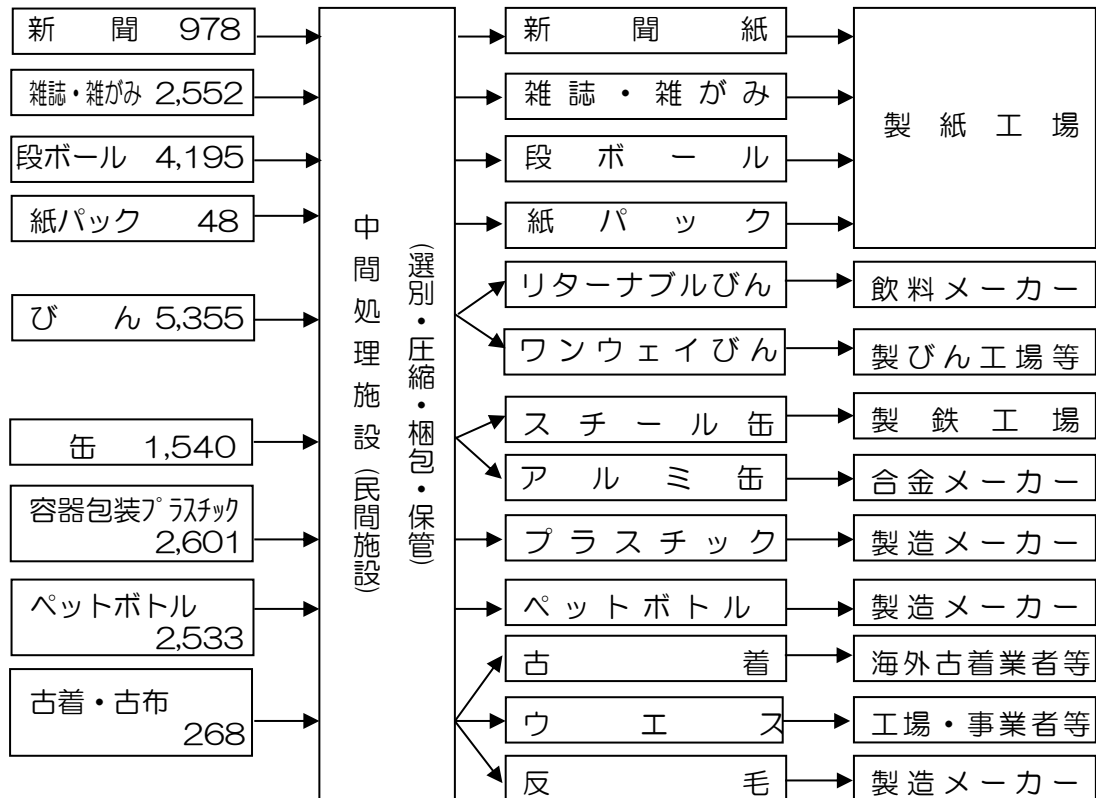 新聞 978
雑誌・雑がみ 2,552
段ボール 4,195
紙パック 48
びん 5,355
缶 1,540
容器包装プラスチック
2,601
ペットボトル
2,533
古着・古布
268
中間処理施設(民間施設)
(選別・圧縮・梱包・保管)
新聞紙
雑誌・雑がみ
段ボール
紙パック
リターナブルびん
ワンウェイびん
スチール缶
アルミ缶
プラスチック
ペットボトル
古着
ウエス
反毛
製紙工場
飲料メーカー
製びん工場等
製鉄工場
合金メーカー
製造メーカー
製造メーカー
海外古着業者等
工場・事業者等
製造メーカー